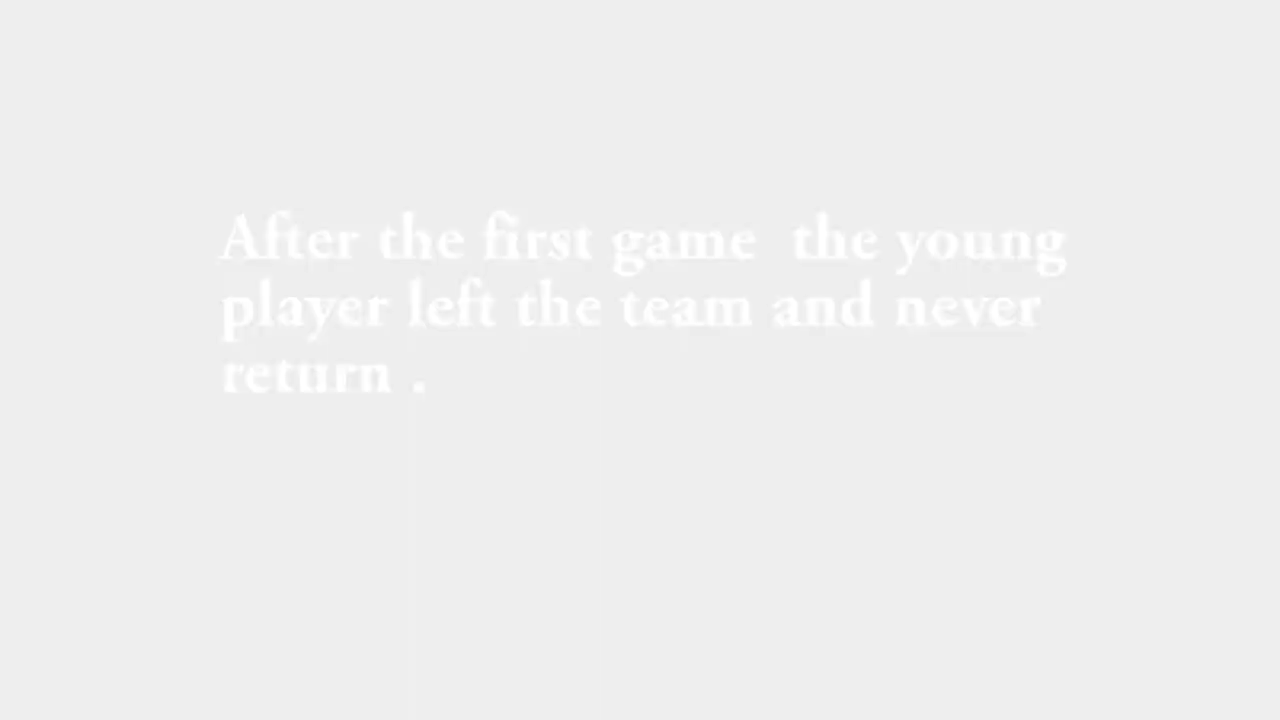 After the first game  the young
player left the team and never
return .